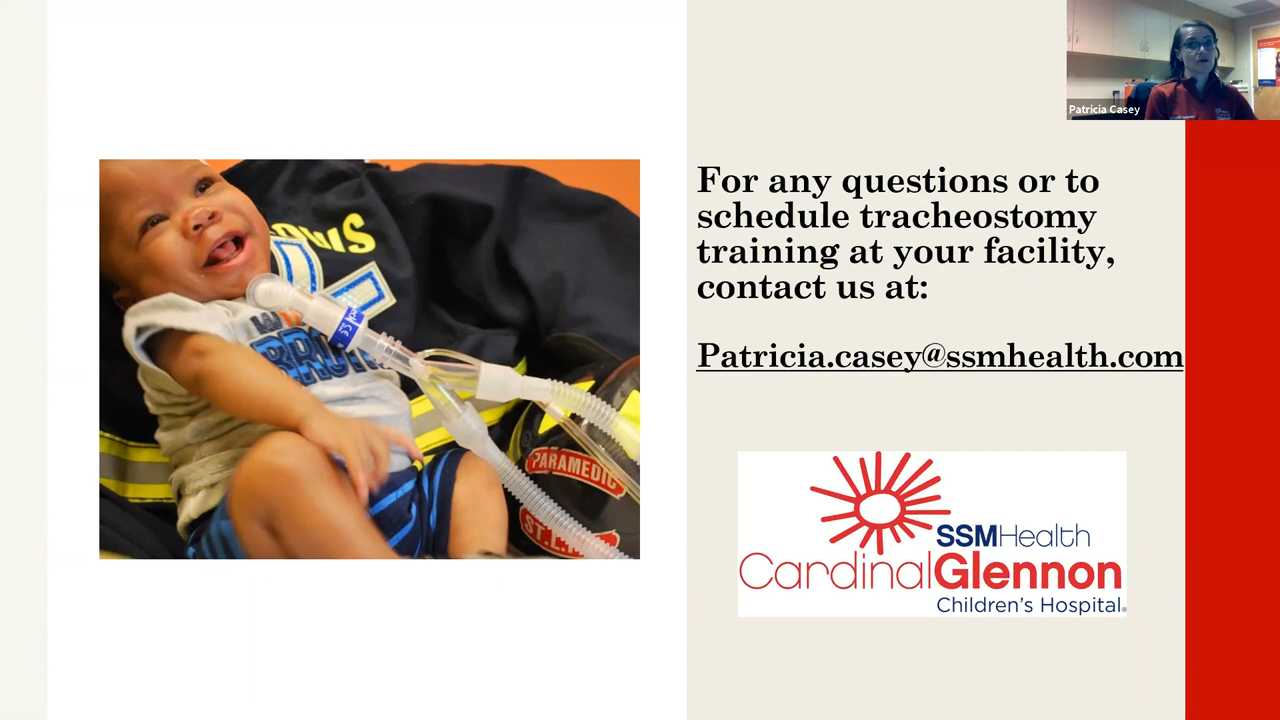 Patricia Casey
For any questions or to
schedule tracheostomy
training at your facility,
contact us at:
Patricia.casey@ssmhealth.com
PARAMEDIC
SSMHealth
CardinalGlennon
Children's Hospital